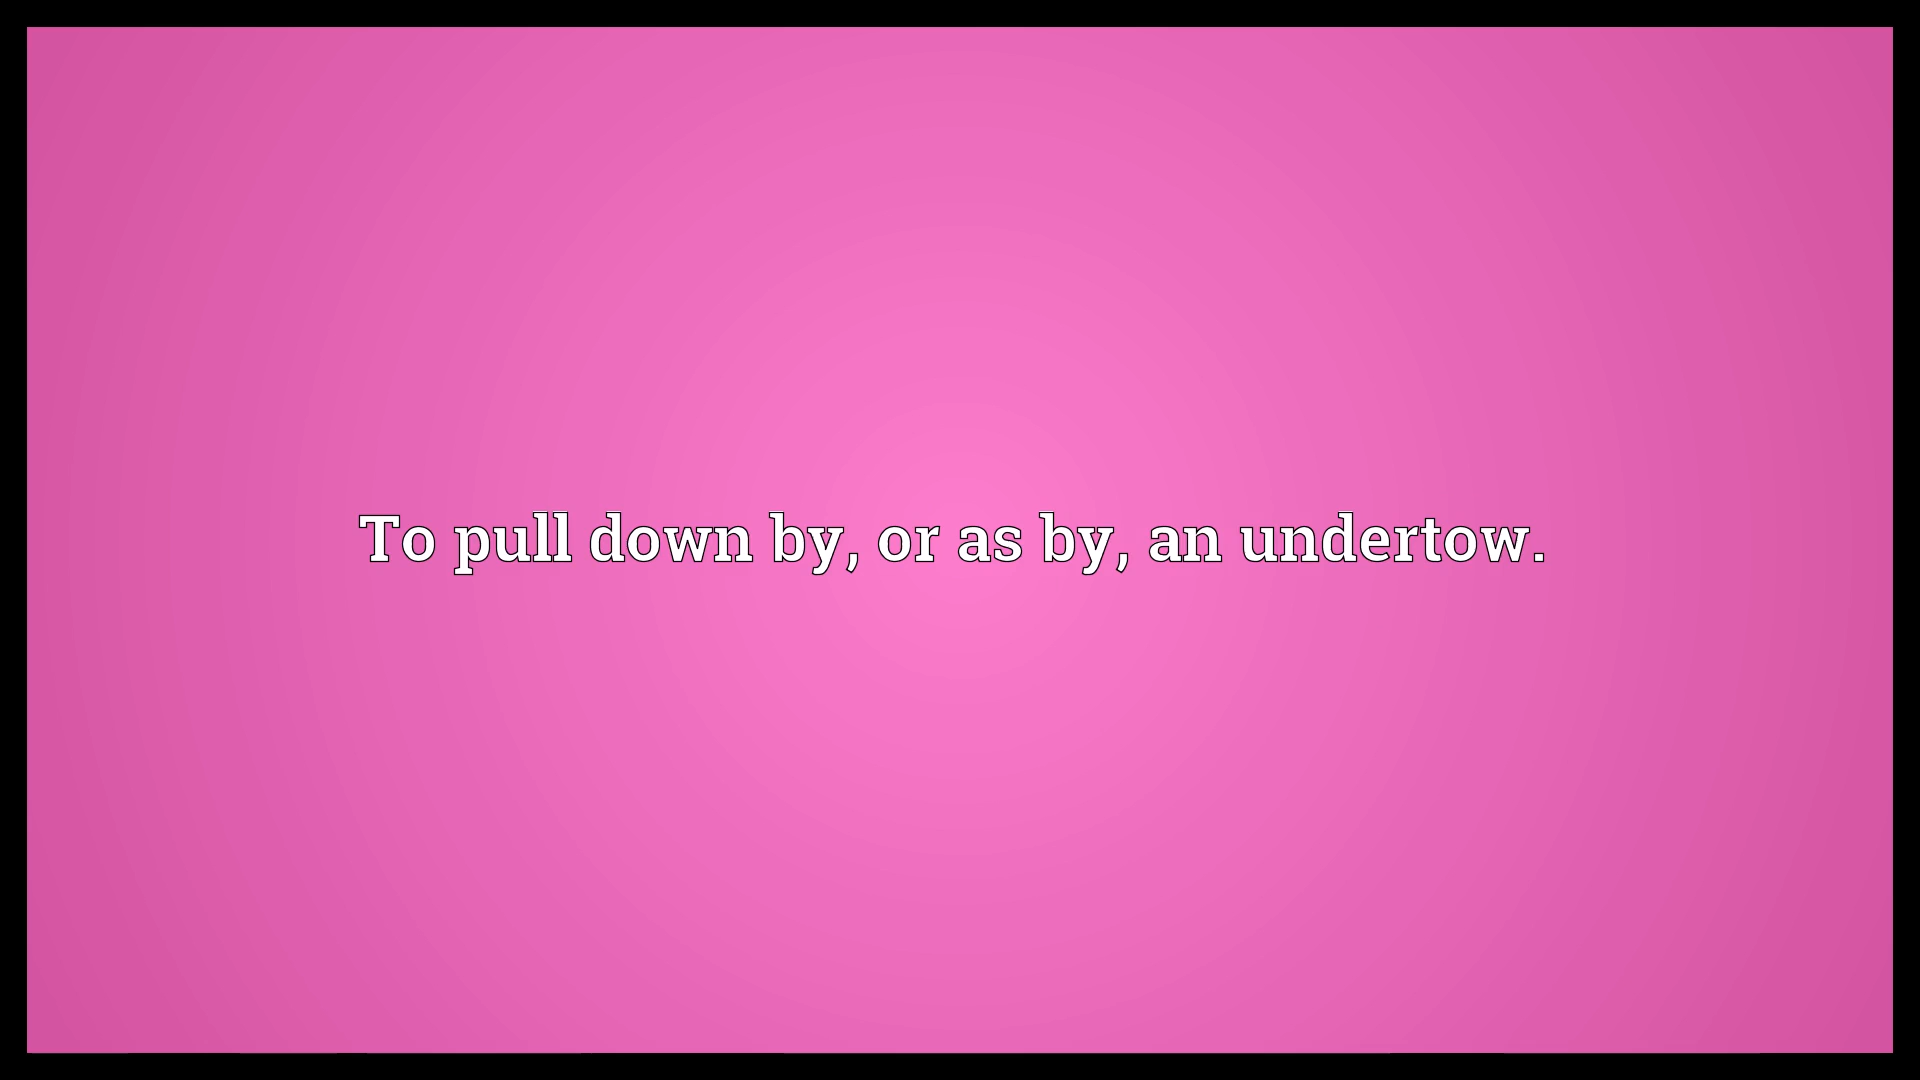 To pull down by, or as by, an undertow.